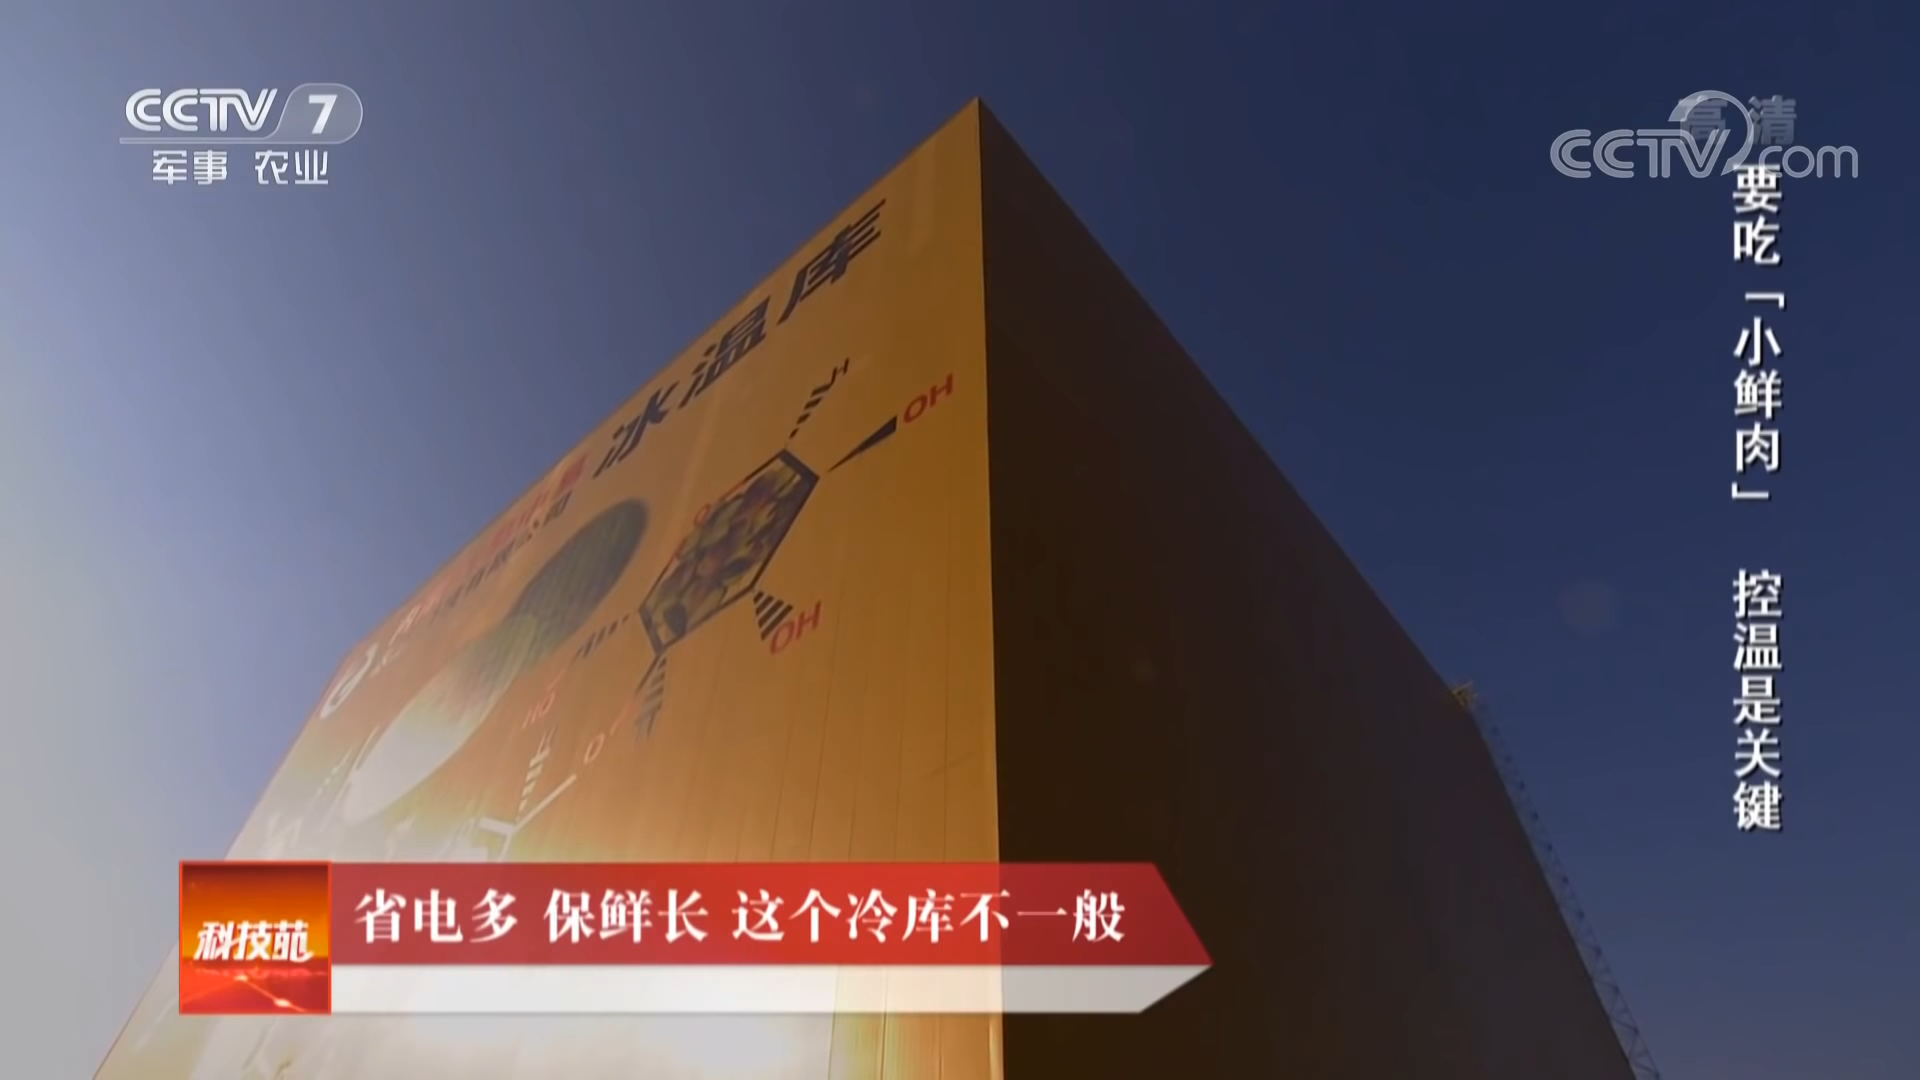 CCTV 7
军事 农业
高清
CCTV.com
要吃「小鲜肉」 控温是关键
冰温库
H
OH
O
OH
HO
O
科技苑
省电多 保鲜长 这个冷库不一般